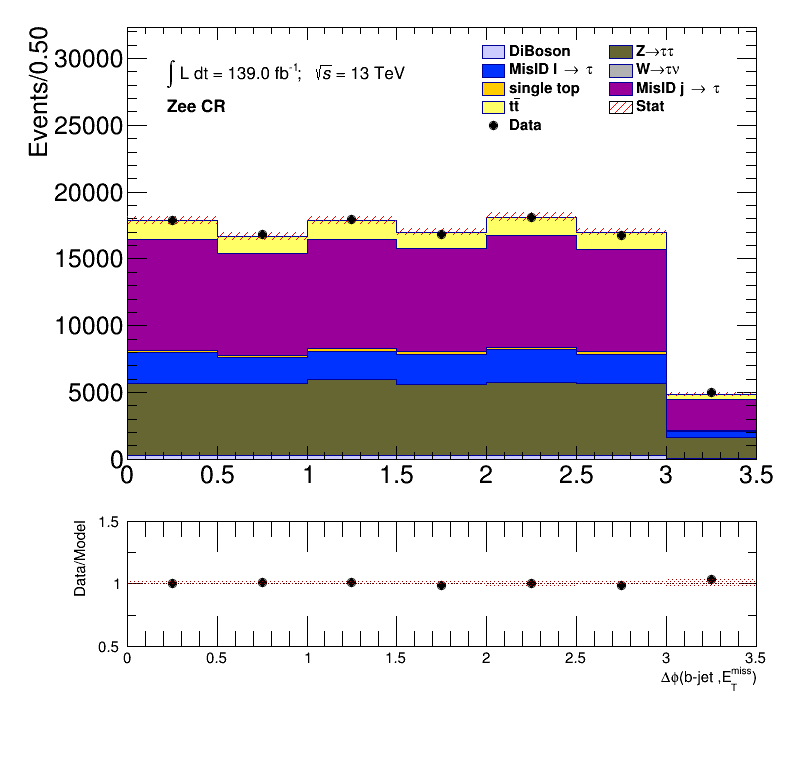 Events/0.50
30000
25000
20000
15000
10000
5000
0
∫ L dt = 139.0 fb⁻¹; √s = 13 TeV
Zee CR
DiBoson
MisID l → τ
single top
tt̄
Data
Z→ττ
W→τν
MisID j → τ
Stat
0 0.5 1 1.5 2 2.5 3 3.5
Data/Model
1.5
1
0.5
0 0.5 1 1.5 2 2.5 3 3.5
Δϕ(b-jet ,E_T^miss)